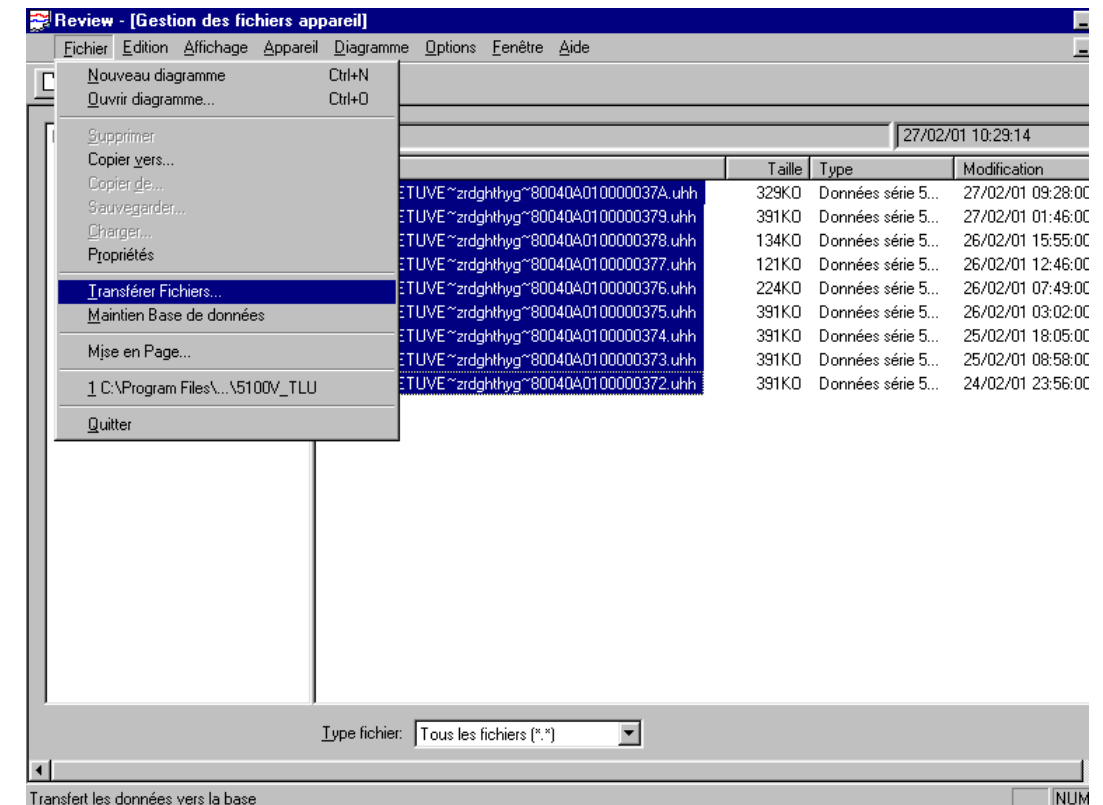 Review - [Gestion des fichiers appareil]
Fichier Edition Affichage Appareil Diagramme Options Fenêtre Aide
Nouveau diagramme Ctrl+N
Ouvrir diagramme... Ctrl+O
Supprimer
Copier vers...
Copier de...
Sauvegarder...
Charger...
Propriétés
Transférer Fichiers...
Maintien Base de données
Mise en Page...
1 C:\Program Files\...\5100V_TLU
Quitter
27/02/01 10:29:14
Taille Type Modification
ETUVE~zrdghthyg~80040A010000037A.uhh 329KO Données série 5... 27/02/01 09:28:00
ETUVE~zrdghthyg~80040A0100000379.uhh 391KO Données série 5... 27/02/01 01:46:00
ETUVE~zrdghthyg~80040A0100000378.uhh 134KO Données série 5... 26/02/01 15:55:00
ETUVE~zrdghthyg~80040A0100000377.uhh 121KO Données série 5... 26/02/01 12:46:00
ETUVE~zrdghthyg~80040A0100000376.uhh 224KO Données série 5... 26/02/01 07:49:00
ETUVE~zrdghthyg~80040A0100000375.uhh 391KO Données série 5... 26/02/01 03:02:00
ETUVE~zrdghthyg~80040A0100000374.uhh 391KO Données série 5... 25/02/01 18:05:00
ETUVE~zrdghthyg~80040A0100000373.uhh 391KO Données série 5... 25/02/01 08:58:00
ETUVE~zrdghthyg~80040A0100000372.uhh 391KO Données série 5... 24/02/01 23:56:00
Type fichier: Tous les fichiers (*.*)
Transfert les données vers la base NUM